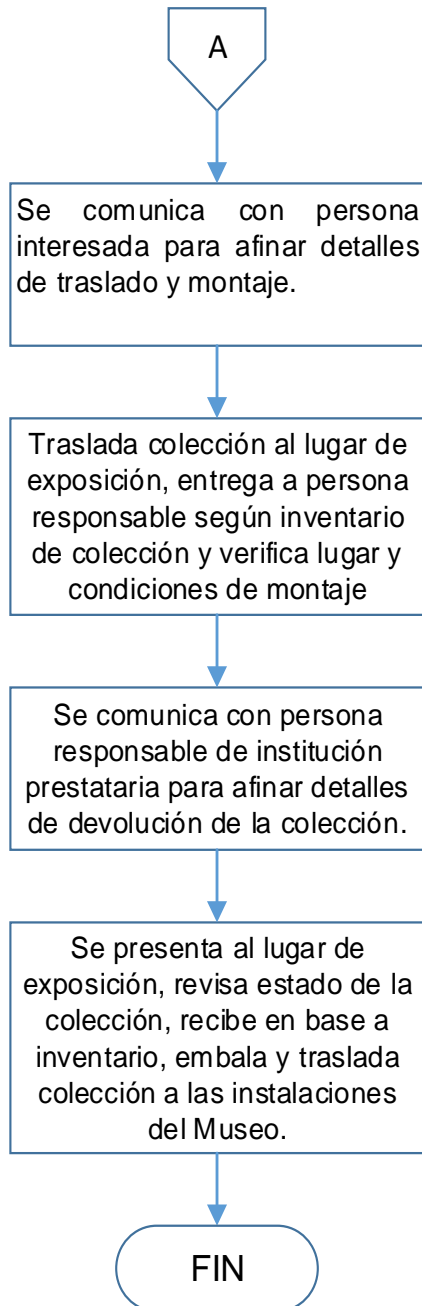 A
Se comunica con persona
interesada para afinar detalles
de traslado y montaje.
Traslada colección al lugar de
exposición, entrega a persona
responsable según inventario
de colección y verifica lugar y
condiciones de montaje
Se comunica con persona
responsable de institución
prestataria para afinar detalles
de devolución de la colección.
Se presenta al lugar de
exposición, revisa estado de la
colección, recibe en base a
inventario, embala y traslada
colección a las instalaciones
del Museo.
FIN